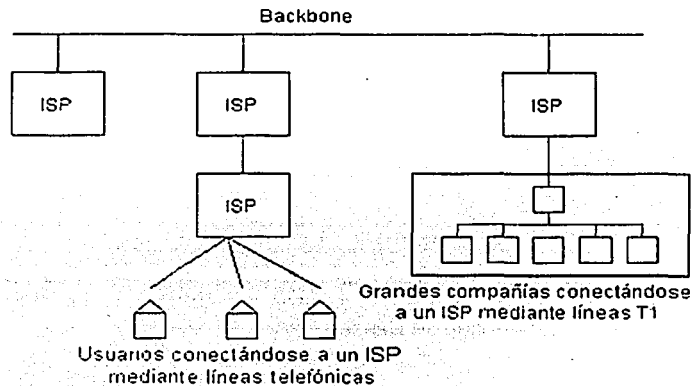 Backbone
ISP
ISP
ISP
ISP
Grandes compañías conectándose
a un ISP mediante líneas T1
Usuarios conectándose a un ISP
mediante líneas telefónicas